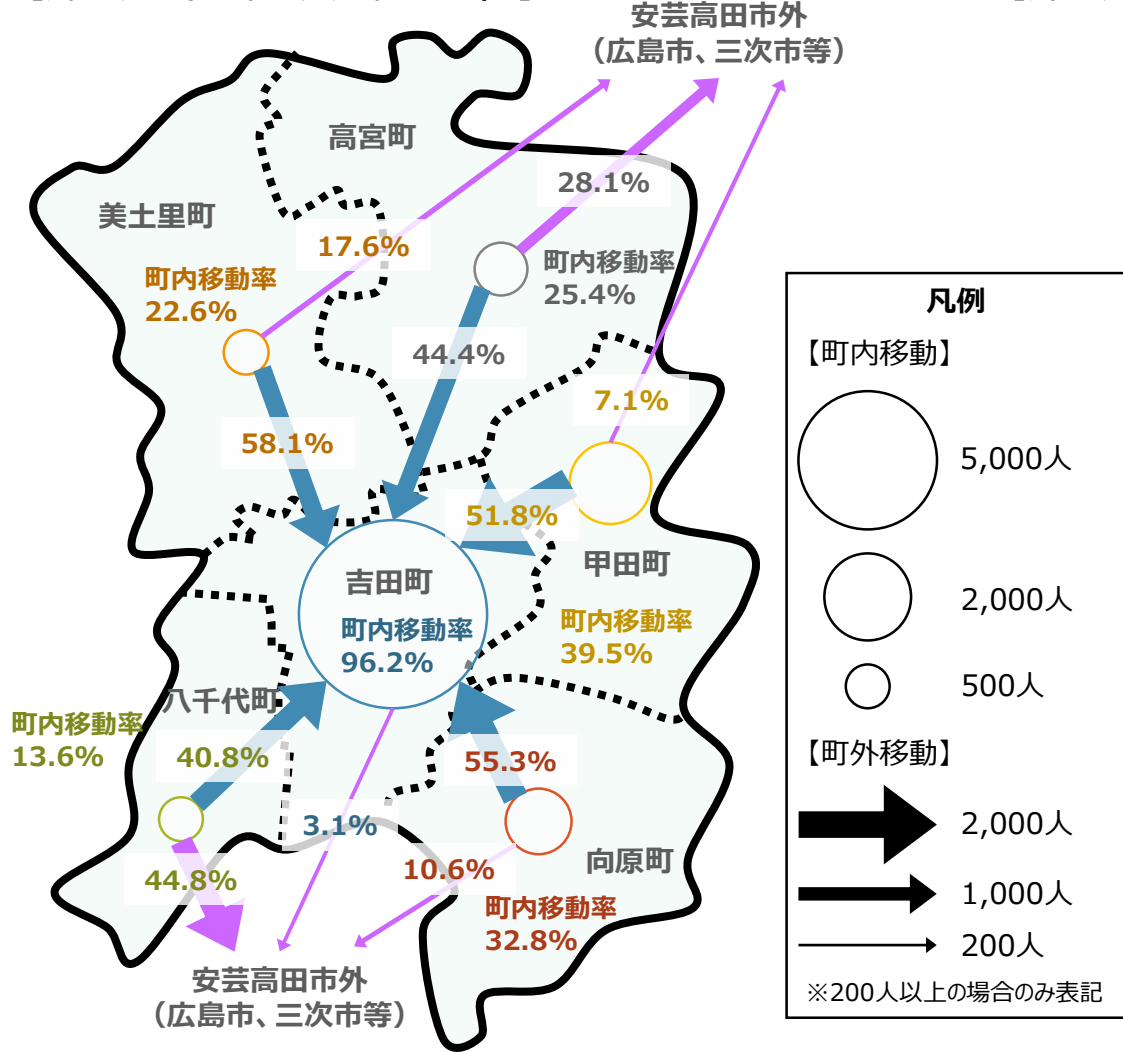 安芸高田市外
（広島市、三次市等）
高宮町
28.1%
美土里町
17.6%
町内移動率
25.4%
町内移動率
22.6%
44.4%
7.1%
58.1%
51.8%
甲田町
吉田町
町内移動率
96.2%
町内移動率
39.5%
八千代町
町内移動率
13.6%
40.8%
55.3%
3.1%
44.8%
10.6%
向原町
町内移動率
32.8%
安芸高田市外
（広島市、三次市等）
凡例
【町内移動】
5,000人
2,000人
500人
【町外移動】
2,000人
1,000人
200人
※200人以上の場合のみ表記